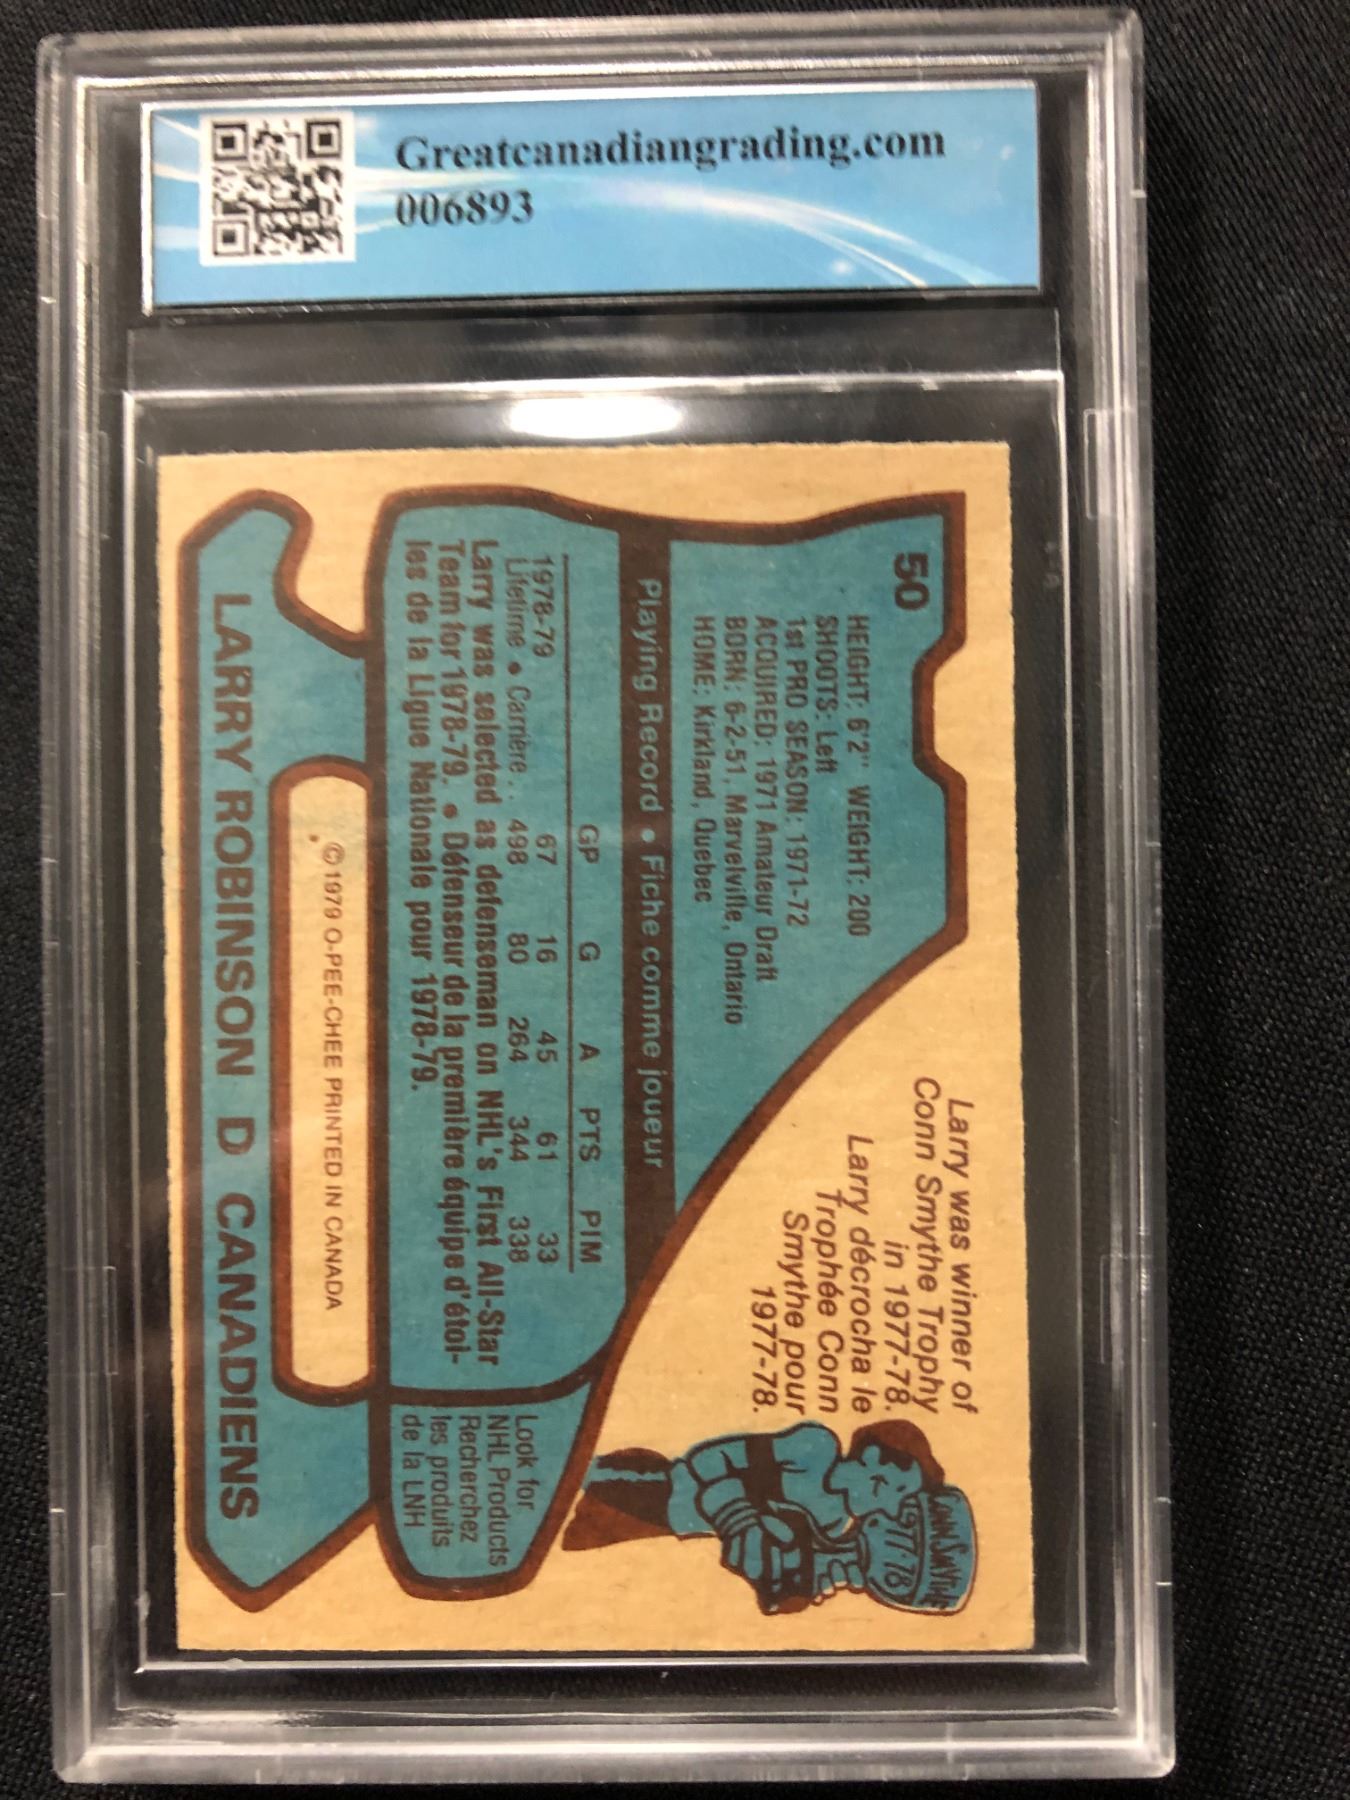 Greatcanadiangrading.com
006893
50
HEIGHT: 6'2" WEIGHT: 200
SHOOTS: Left
1st PRO SEASON: 1971-72
ACQUIRED: 1971 Amateur Draft
BORN: 6-2-51, Marvelville, Ontario
HOME: Kirkland, Quebec
Larry was winner of
Conn Smythe Trophy
in 1977-78.
Larry décrocha le
Trophée Conn
Smythe pour
1977-78.
CONN SMYTHE
1977-78
Playing Record • Fiche comme joueur
GP G A PTS PIM
1978-79 67 16 45 61 33
Lifetime • Carrière.. 498 80 264 344 338
Larry was selected as defenseman on NHL's First All-Star
Team for 1978-79. • Défenseur de la première équipe d'étoi-
les de la Ligue Nationale pour 1978-79.
Look for
NHL Products
Recherchez
les produits
de la LNH
©1979 O-PEE-CHEE PRINTED IN CANADA
LARRY ROBINSON D CANADIENS